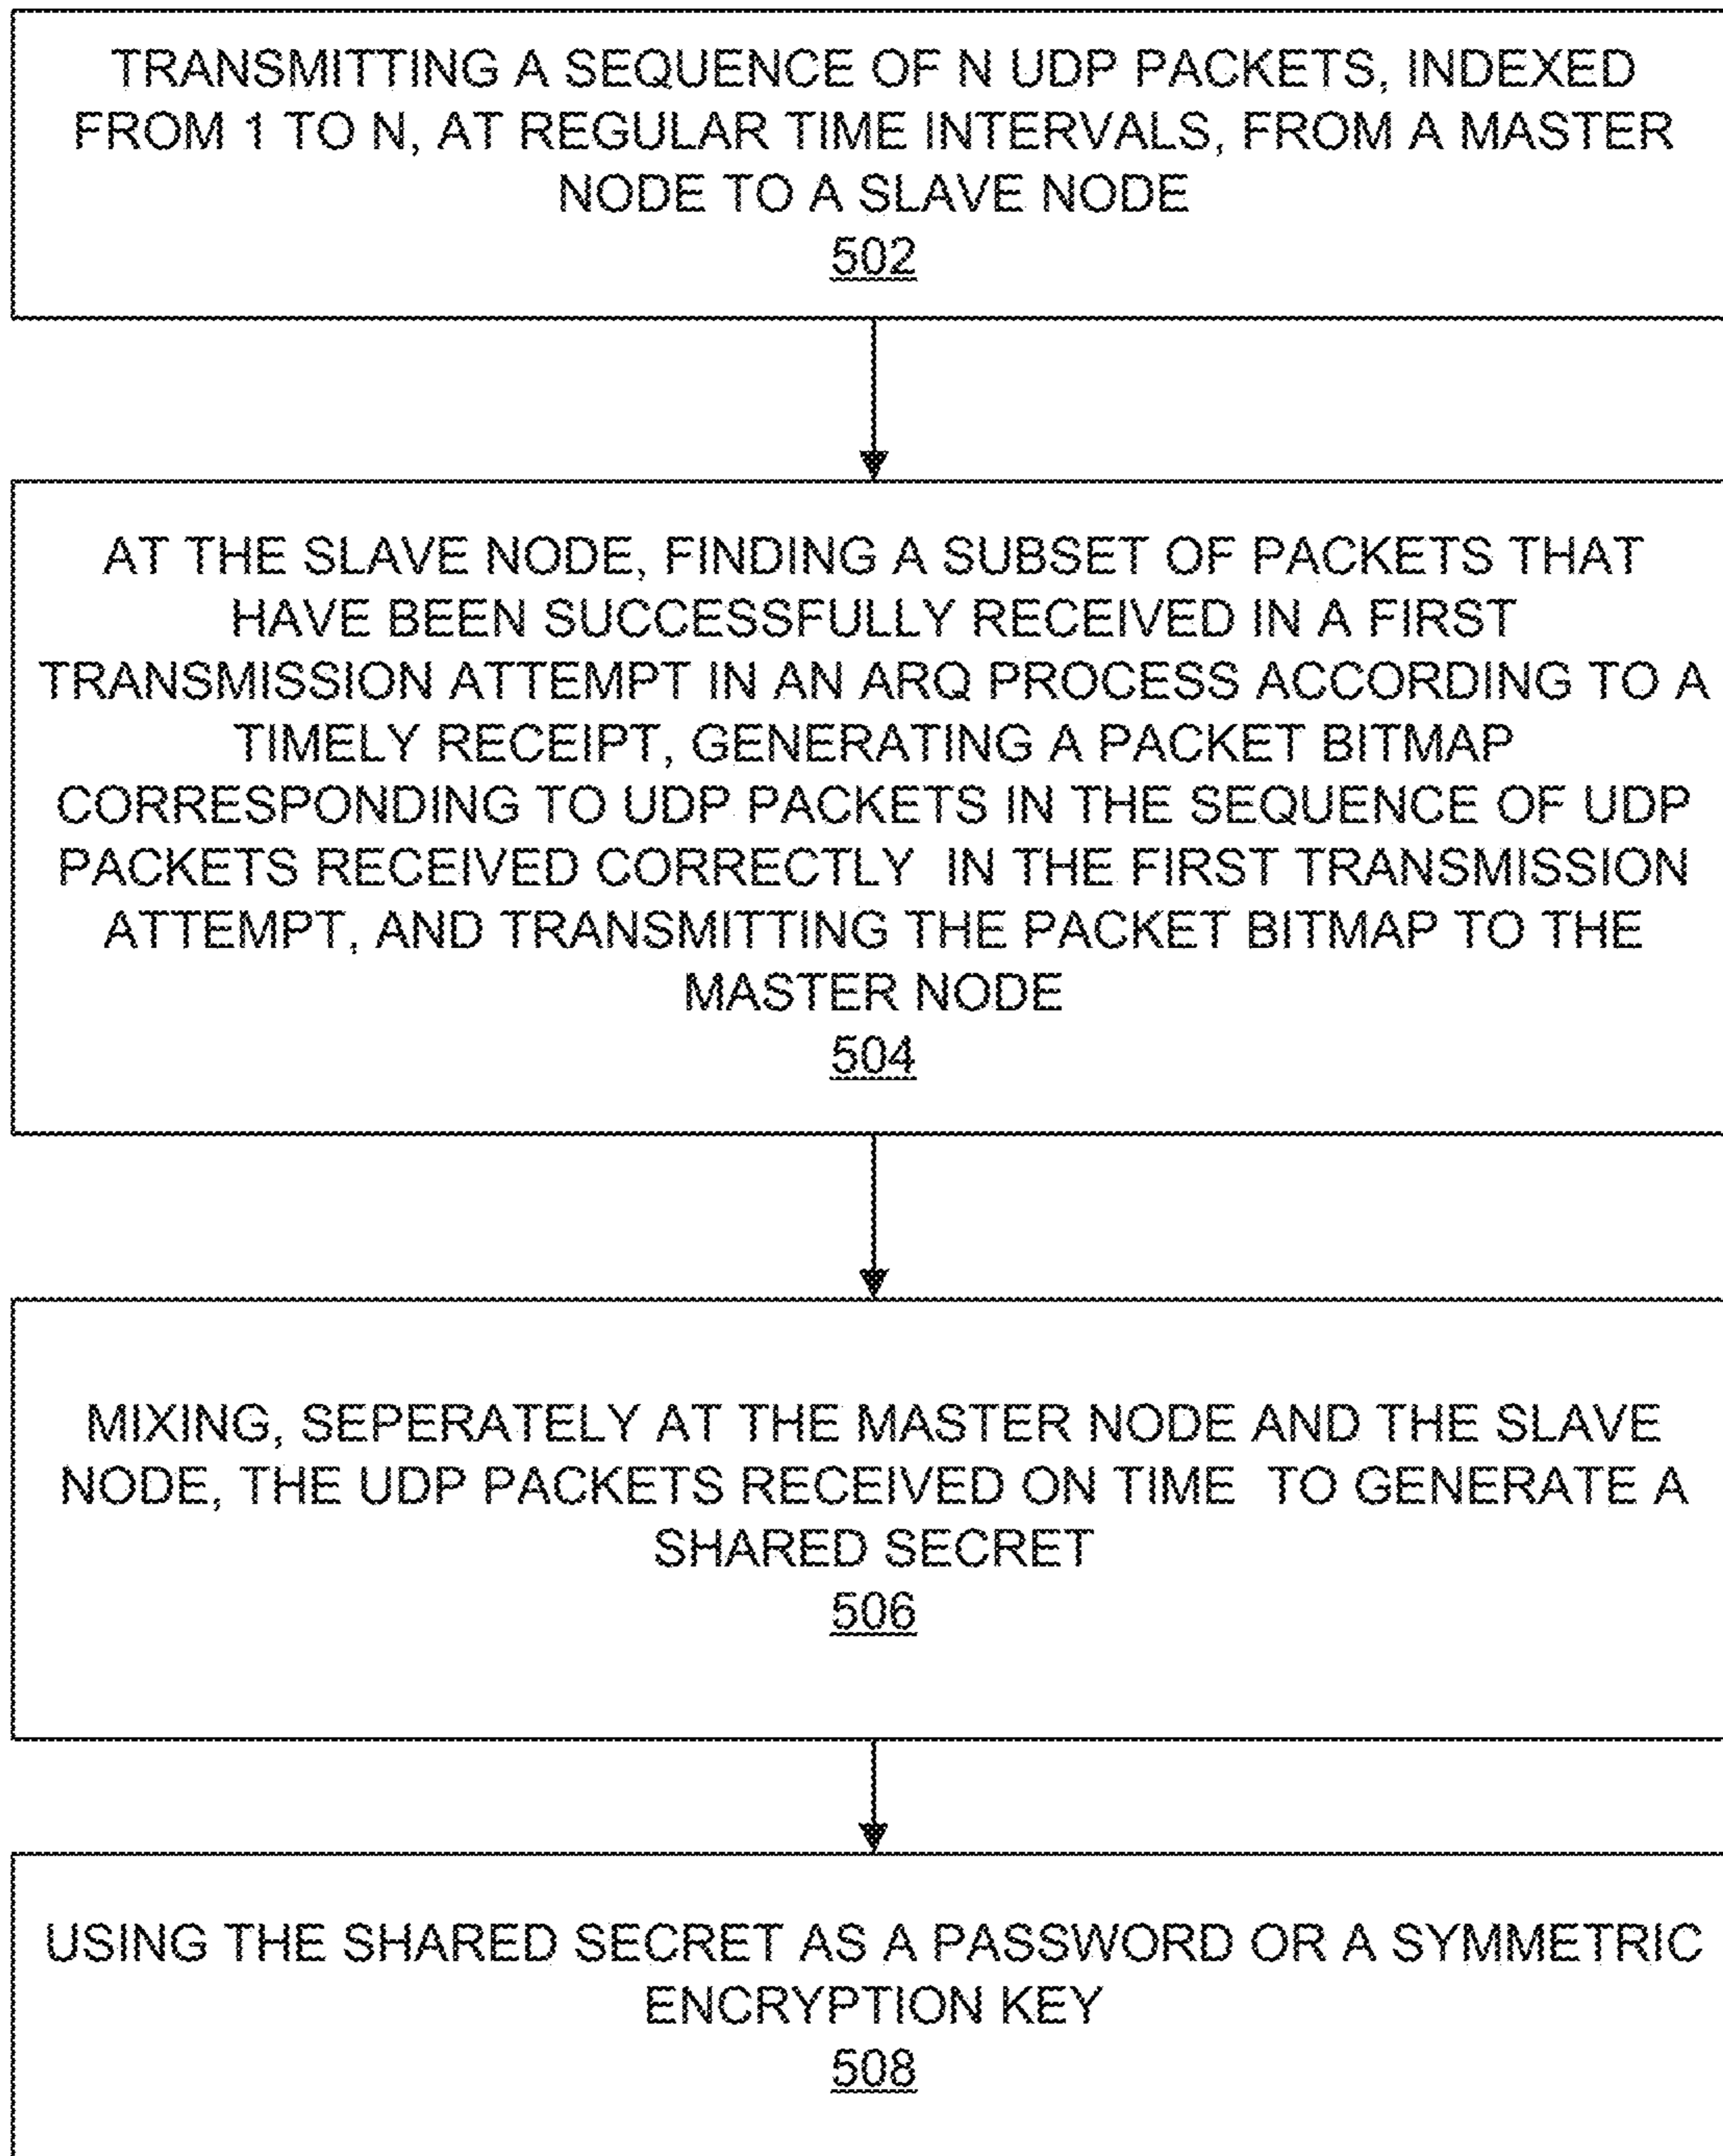 TRANSMITTING A SEQUENCE OF N UDP PACKETS, INDEXED
FROM 1 TO N, AT REGULAR TIME INTERVALS, FROM A MASTER
NODE TO A SLAVE NODE
502
AT THE SLAVE NODE, FINDING A SUBSET OF PACKETS THAT
HAVE BEEN SUCCESSFULLY RECEIVED IN A FIRST
TRANSMISSION ATTEMPT IN AN ARQ PROCESS ACCORDING TO A
TIMELY RECEIPT, GENERATING A PACKET BITMAP
CORRESPONDING TO UDP PACKETS IN THE SEQUENCE OF UDP
PACKETS RECEIVED CORRECTLY IN THE FIRST TRANSMISSION
ATTEMPT, AND TRANSMITTING THE PACKET BITMAP TO THE
MASTER NODE
504
MIXING, SEPERATELY AT THE MASTER NODE AND THE SLAVE
NODE, THE UDP PACKETS RECEIVED ON TIME TO GENERATE A
SHARED SECRET
506
USING THE SHARED SECRET AS A PASSWORD OR A SYMMETRIC
ENCRYPTION KEY
508